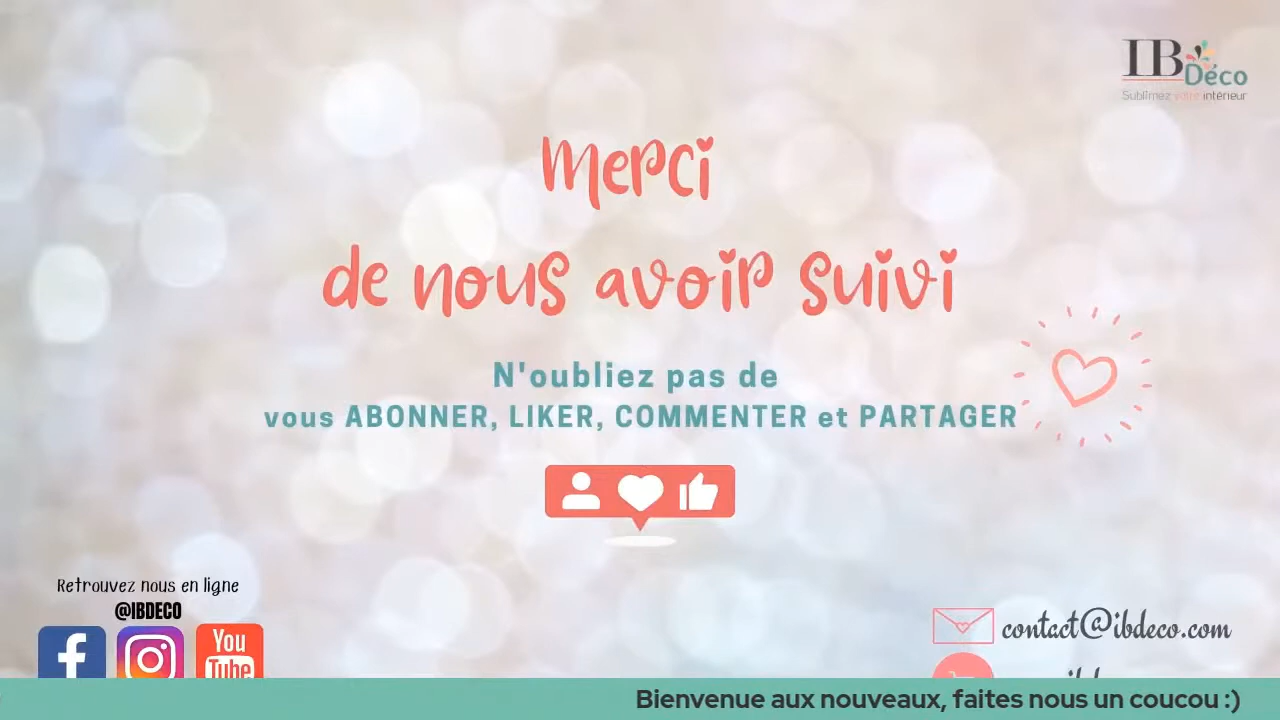 IB
Déco
Sublimez votre intérieur
Merci
de nous avoir suivi
N'oubliez pas de
vous ABONNER, LIKER, COMMENTER et PARTAGER
Retrouvez nous en ligne
@IBDECO
You
Tube
contact@ibdeco.com
Bienvenue aux nouveaux, faites nous un coucou :)